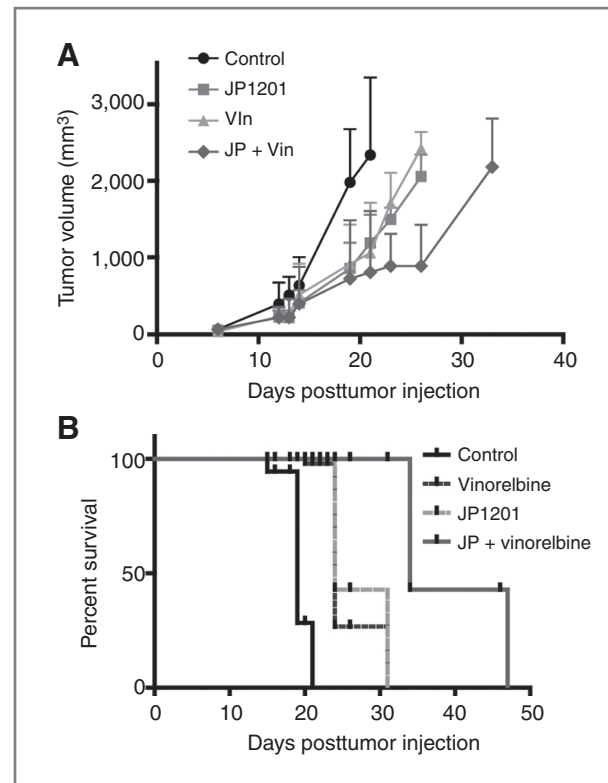 A
Control
JP1201
VIn
JP + Vin
Tumor volume (mm³)
3,000
2,000
1,000
0
0 10 20 30 40
Days posttumor injection
B
Control
Vinorelbine
JP1201
JP + vinorelbine
Percent survival
100
50
0
0 10 20 30 40 50
Days posttumor injection